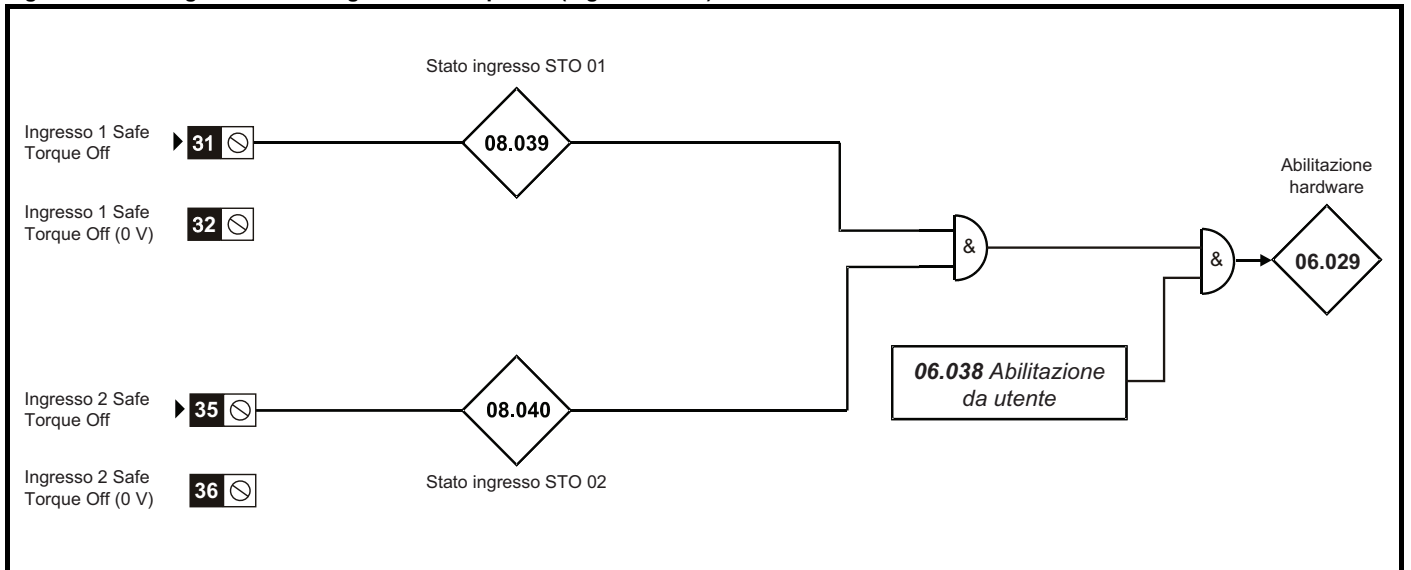 Stato ingresso STO 01
Ingresso 1 Safe
Torque Off
31
08.039
Abilitazione
hardware
Ingresso 1 Safe
Torque Off (0 V)
32
&
&
06.029
06.038 Abilitazione
da utente
Ingresso 2 Safe
Torque Off
35
08.040
Ingresso 2 Safe
Torque Off (0 V)
36
Stato ingresso STO 02